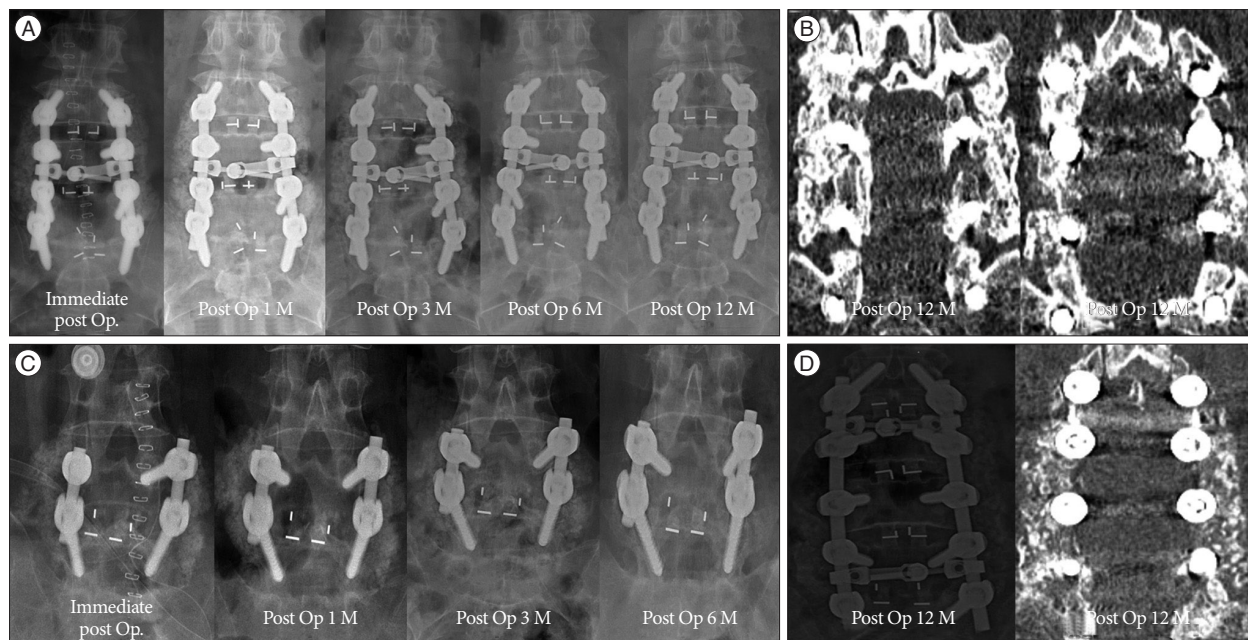 A
Immediate
post Op.
Post Op 1 M
Post Op 3 M
Post Op 6 M
Post Op 12 M
B
Post Op 12 M
Post Op 12 M
C
Immediate
post Op.
Post Op 1 M
Post Op 3 M
Post Op 6 M
D
Post Op 12 M
Post Op 12 M